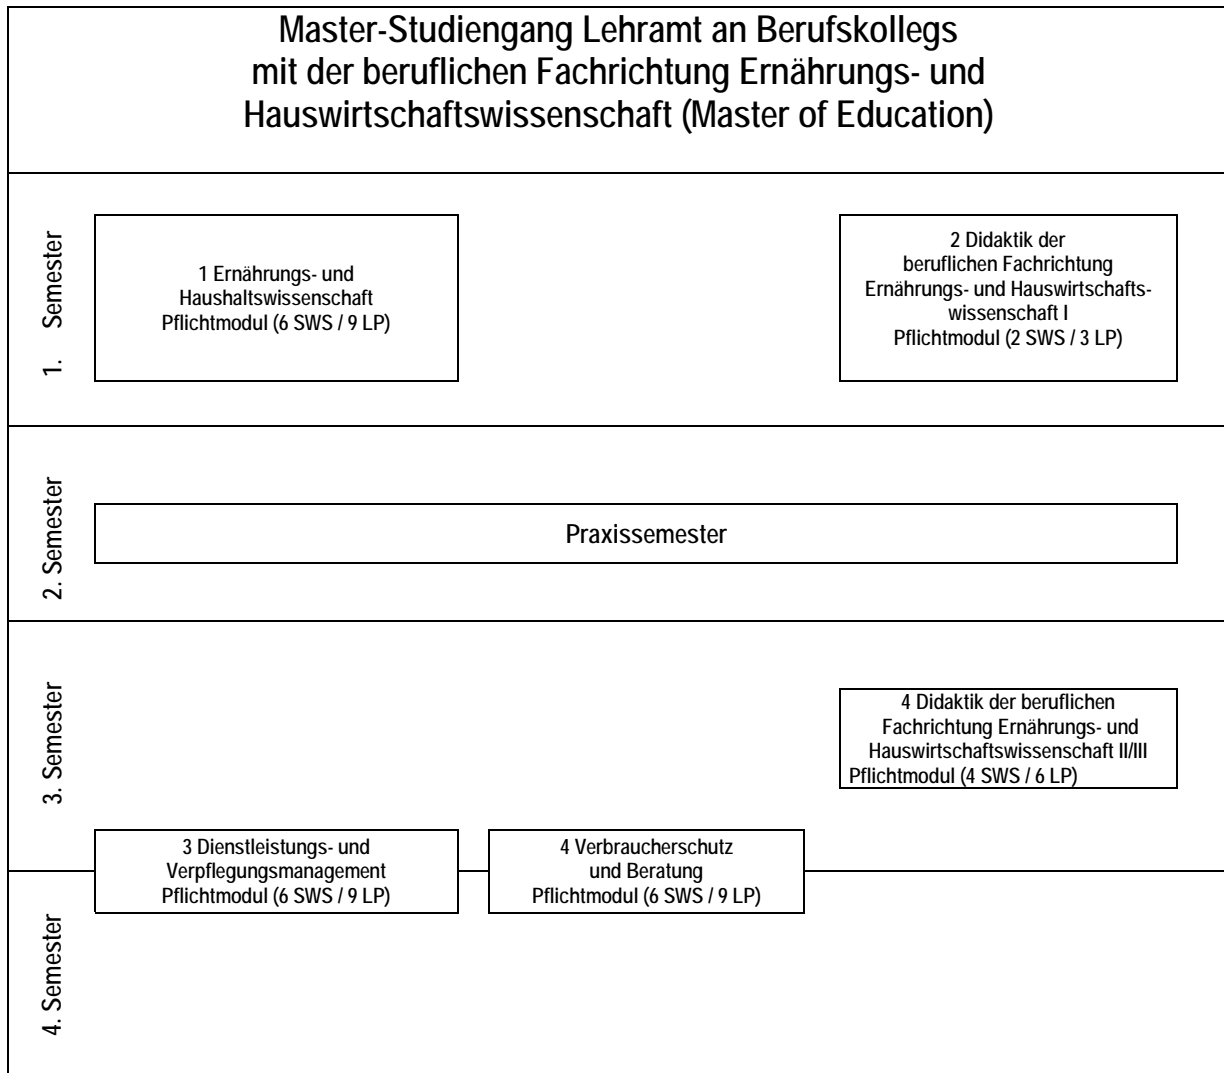 Master-Studiengang Lehramt an Berufskollegs
mit der beruflichen Fachrichtung Ernährungs- und
Hauswirtschaftswissenschaft (Master of Education)
1. Semester
1 Ernährungs- und
Haushaltswissenschaft
Pflichtmodul (6 SWS / 9 LP)
2 Didaktik der
beruflichen Fachrichtung
Ernährungs- und Hauswirtschafts-
wissenschaft I
Pflichtmodul (2 SWS / 3 LP)
2. Semester
Praxissemester
3. Semester
4 Didaktik der beruflichen
Fachrichtung Ernährungs- und
Hauswirtschaftswissenschaft II/III
Pflichtmodul (4 SWS / 6 LP)
3 Dienstleistungs- und
Verpflegungsmanagement
Pflichtmodul (6 SWS / 9 LP)
4 Verbraucherschutz
und Beratung
Pflichtmodul (6 SWS / 9 LP)
4. Semester